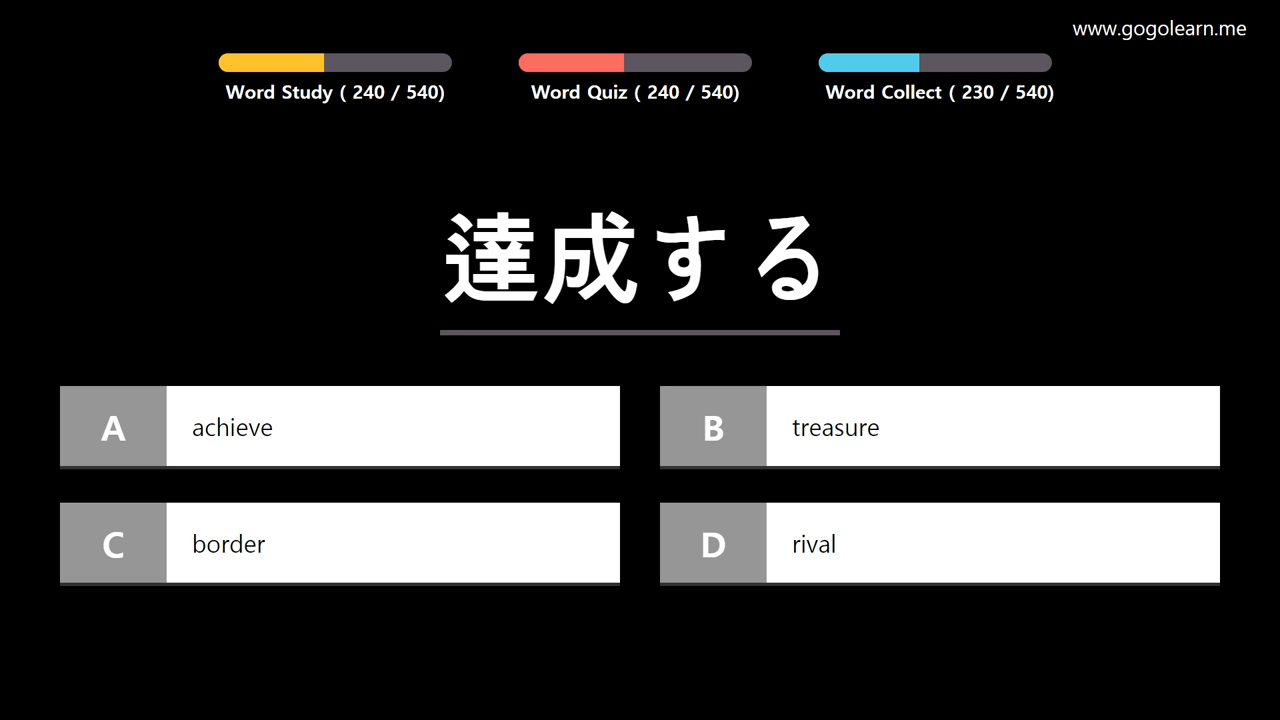 www.gogolearn.me
Word Study ( 240 / 540)
Word Quiz ( 240 / 540)
Word Collect ( 230 / 540)
達成する
A achieve
B treasure
C border
D rival